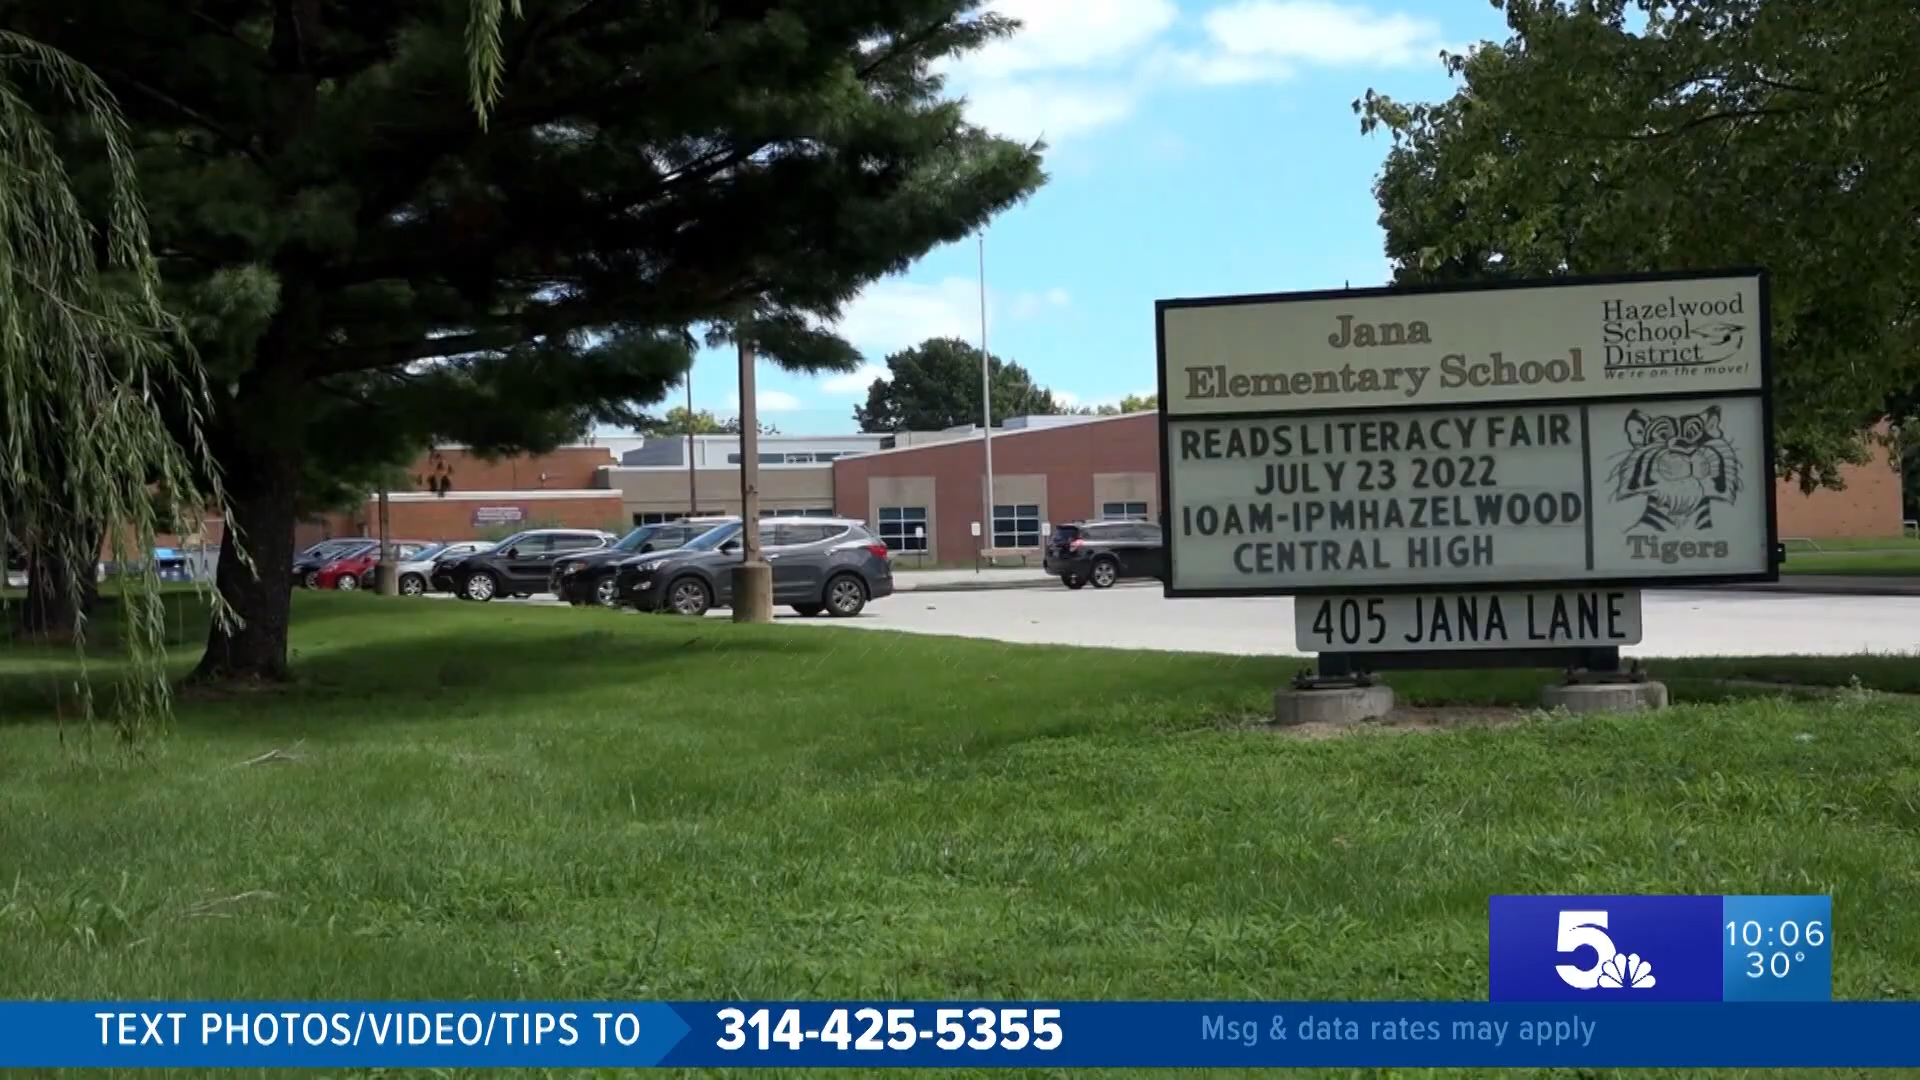 Jana
Elementary School
Hazelwood
School
District
We're on the move!
READS LITERACY FAIR
JULY 23 2022
10AM-1PM HAZELWOOD
CENTRAL HIGH
Tigers
405 JANA LANE
5
10:06
30°
TEXT PHOTOS/VIDEO/TIPS TO
314-425-5355
Msg & data rates may apply